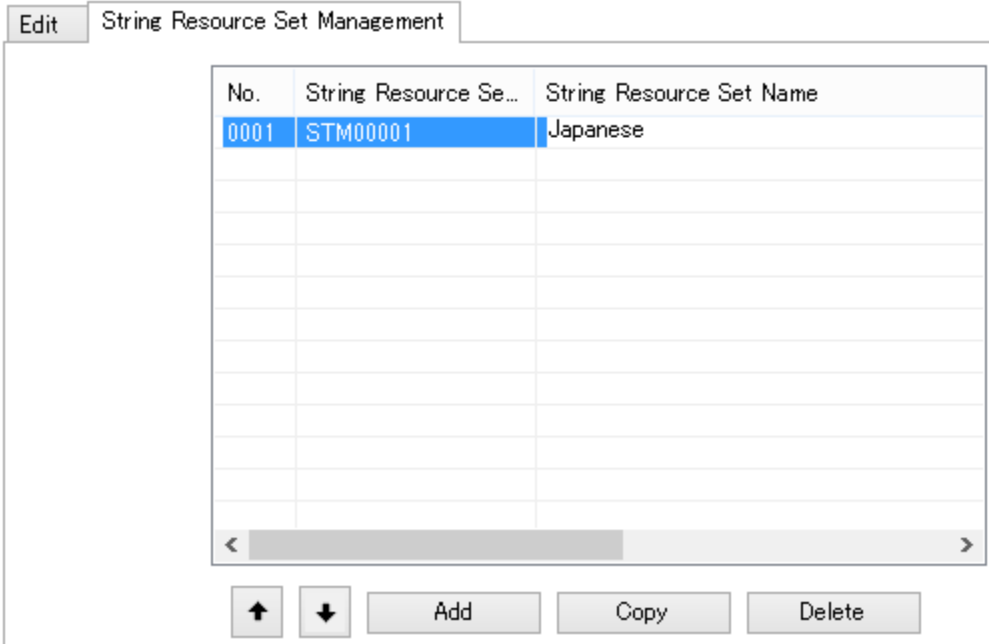 Edit String Resource Set Management
No. String Resource Se... String Resource Set Name
0001 STM00001 Japanese
Add Copy Delete